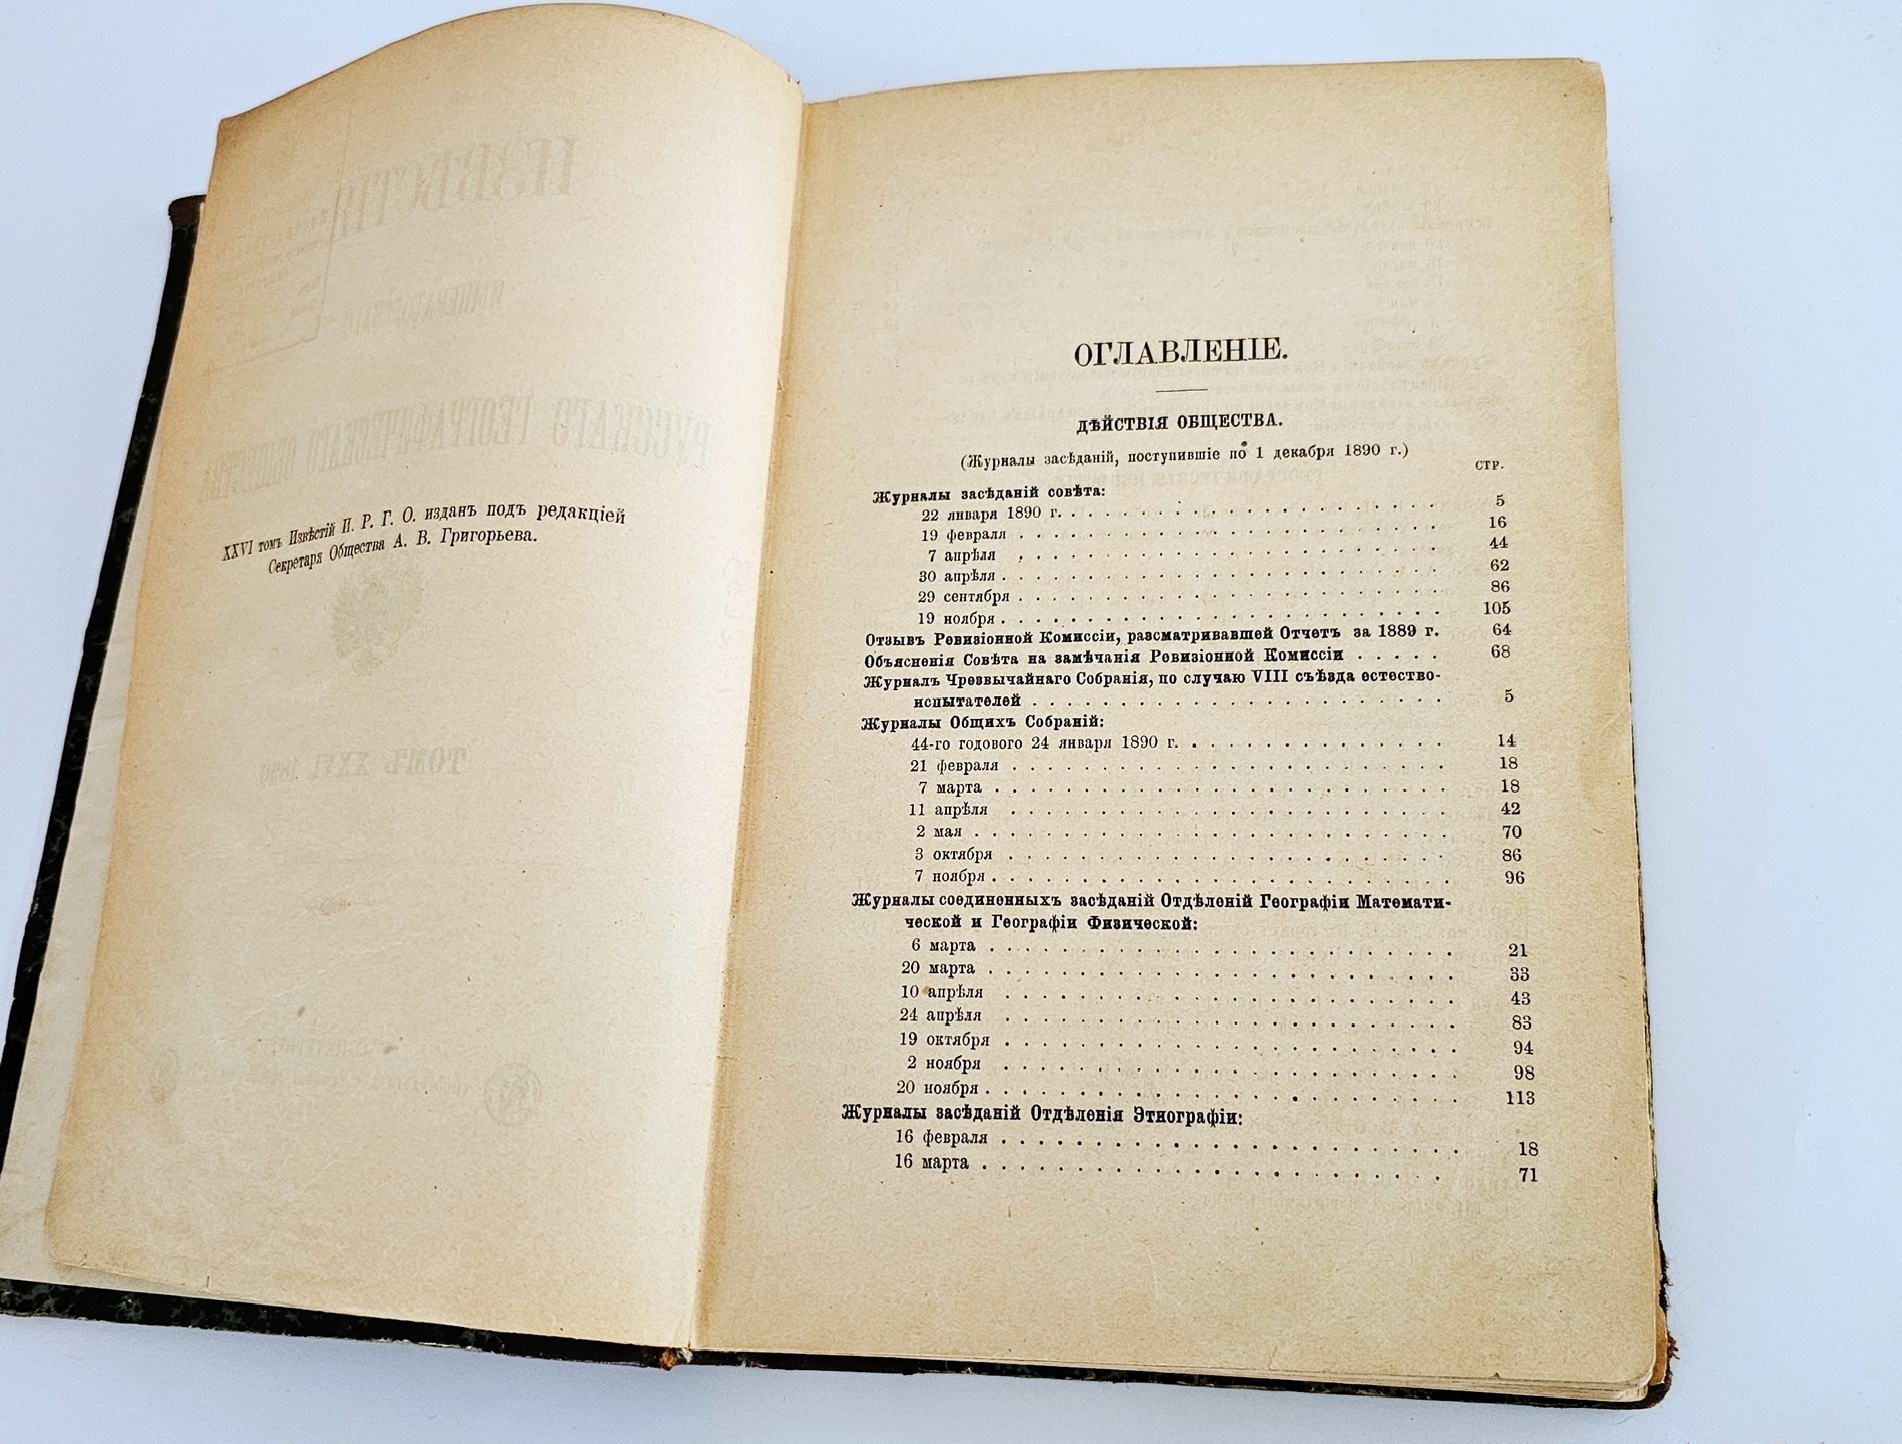 XXVI томъ Извѣстій И. Р. Г. О. изданъ подъ редакціей
Секретаря Общества А. В. Григорьева.
ОГЛАВЛЕНІЕ.
ДѢЙСТВІЯ ОБЩЕСТВА.
(Журналы засѣданій, поступившіе по 1 декабря 1890 г.)
СТР.
Журналы засѣданій совѣта:
22 января 1890 г. . . . . . . . . . . . . . . . . . . 5
19 февраля . . . . . . . . . . . . . . . . . . . . 16
7 апрѣля . . . . . . . . . . . . . . . . . . . . 44
30 апрѣля . . . . . . . . . . . . . . . . . . . . 62
29 сентября . . . . . . . . . . . . . . . . . . . . 86
19 ноября . . . . . . . . . . . . . . . . . . . . 105
Отзывъ Ревизіонной Комиссіи, разсматривавшей Отчетъ за 1889 г. 64
Объясненія Совѣта на замѣчанія Ревизіонной Комиссіи . . . . . 68
Журналъ Чрезвычайнаго Собранія, по случаю VIII съѣзда естество-
испытателей . . . . . . . . . . . . . . . . . . . 5
Журналы Общихъ Собраній:
44-го годового 24 января 1890 г. . . . . . . . . . . . . 14
21 февраля . . . . . . . . . . . . . . . . . . . . 18
7 марта . . . . . . . . . . . . . . . . . . . . 18
11 апрѣля . . . . . . . . . . . . . . . . . . . . 42
2 мая . . . . . . . . . . . . . . . . . . . . . 70
3 октября . . . . . . . . . . . . . . . . . . . . 86
7 ноября . . . . . . . . . . . . . . . . . . . . 96
Журналы соединенныхъ засѣданій Отдѣленій Географіи Математи-
ческой и Географіи Физической:
6 марта . . . . . . . . . . . . . . . . . . . . 21
20 марта . . . . . . . . . . . . . . . . . . . . 33
10 апрѣля . . . . . . . . . . . . . . . . . . . . 43
24 апрѣля . . . . . . . . . . . . . . . . . . . . 83
19 октября . . . . . . . . . . . . . . . . . . . . 94
2 ноября . . . . . . . . . . . . . . . . . . . . 98
20 ноября . . . . . . . . . . . . . . . . . . . . 113
Журналы засѣданій Отдѣленія Этнографіи:
16 февраля . . . . . . . . . . . . . . . . . . . . 18
16 марта . . . . . . . . . . . . . . . . . . . . 71